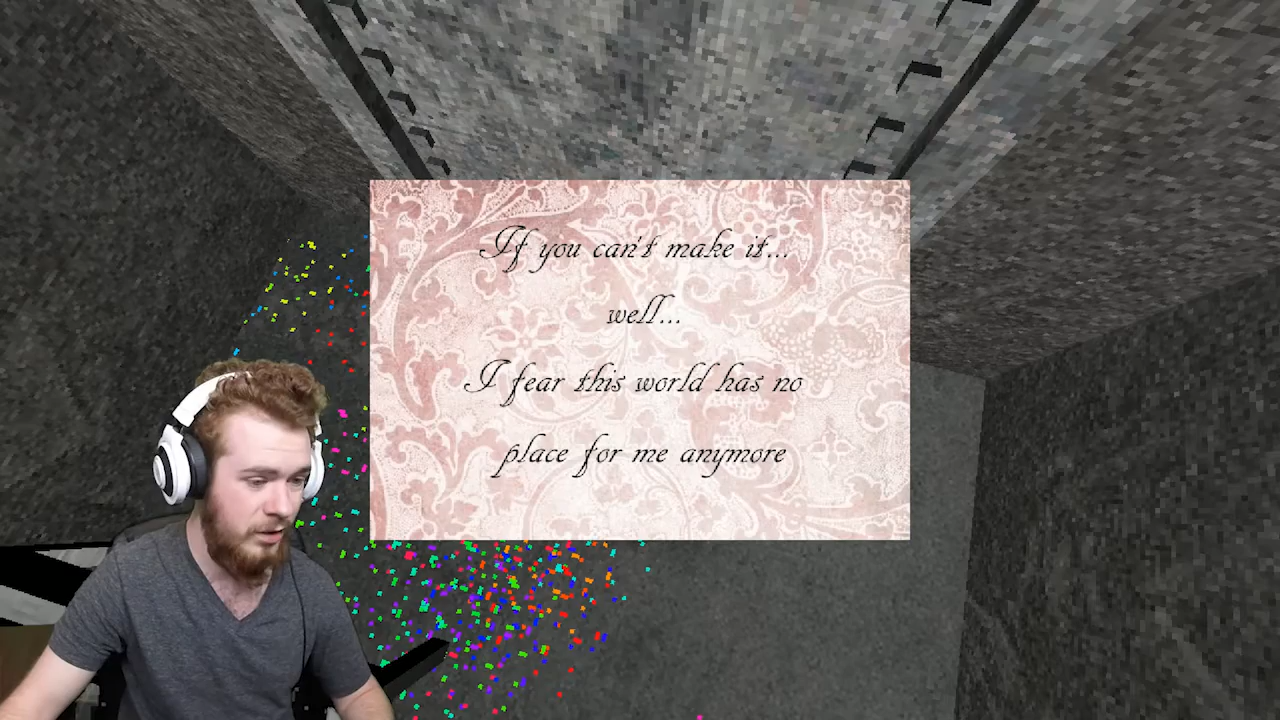 If you can't make it...
well...
I fear this world has no
place for me anymore